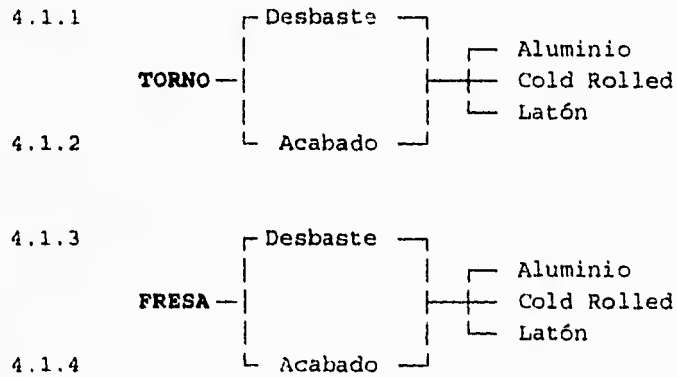 4.1.1 Desbaste
Aluminio
TORNO Cold Rolled
Latón
4.1.2 Acabado
4.1.3 Desbaste
Aluminio
FRESA Cold Rolled
Latón
4.1.4 Acabado